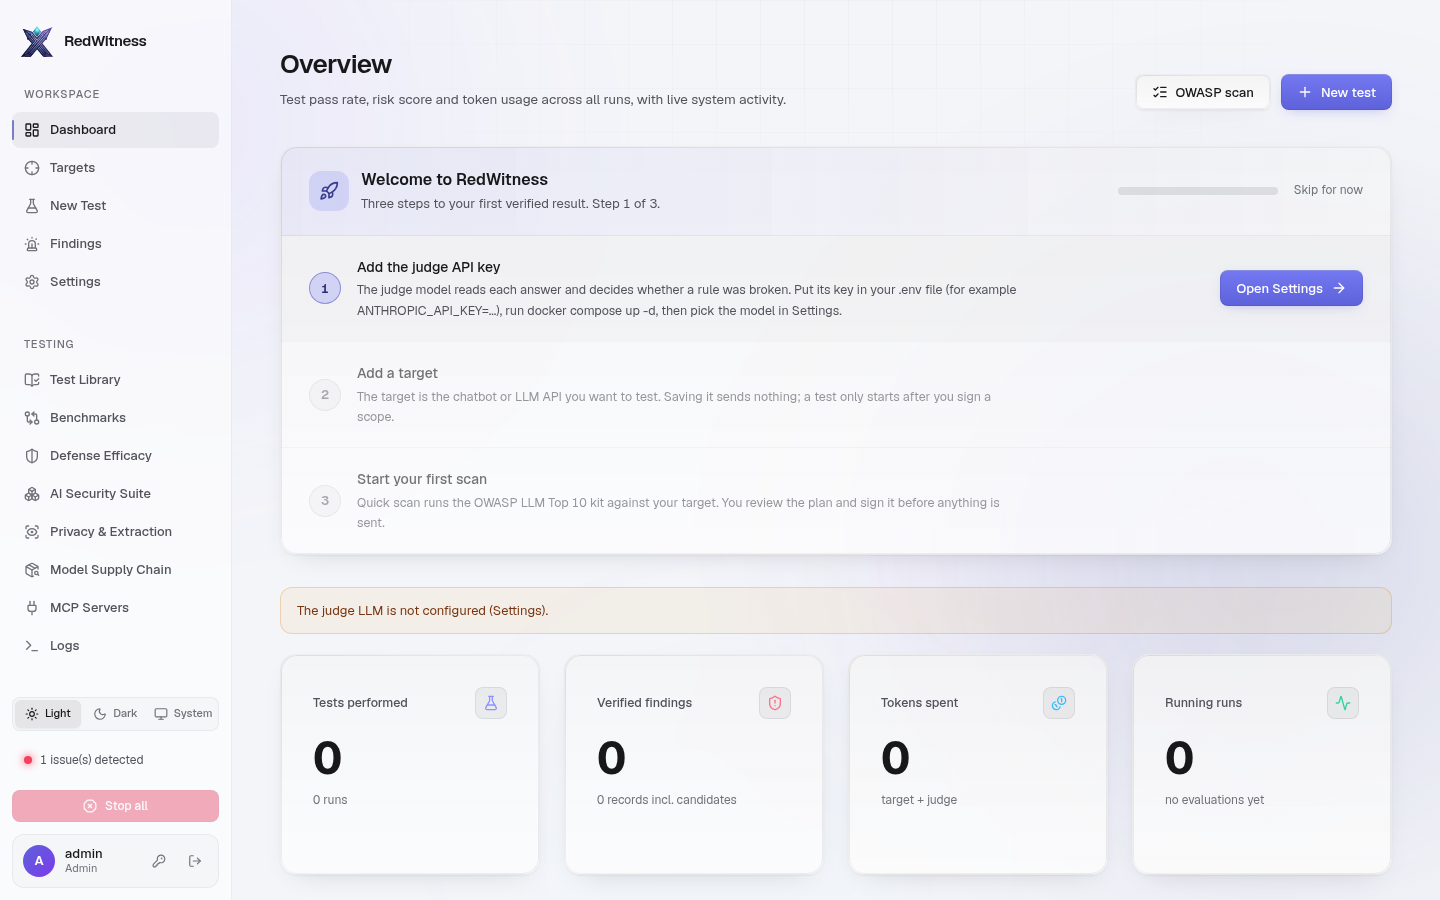 RedWitness
WORKSPACE
Dashboard
Targets
New Test
Findings
Settings
TESTING
Test Library
Benchmarks
Defense Efficacy
AI Security Suite
Privacy & Extraction
Model Supply Chain
MCP Servers
Logs
Light
Dark
System
1 issue(s) detected
Stop all
A
admin
Admin
Overview
Test pass rate, risk score and token usage across all runs, with live system activity.
OWASP scan
New test
Welcome to RedWitness
Three steps to your first verified result. Step 1 of 3.
Skip for now
1
Add the judge API key
The judge model reads each answer and decides whether a rule was broken. Put its key in your .env file (for example
ANTHROPIC_API_KEY=…), run docker compose up -d, then pick the model in Settings.
Open Settings
2
Add a target
The target is the chatbot or LLM API you want to test. Saving it sends nothing; a test only starts after you sign a
scope.
3
Start your first scan
Quick scan runs the OWASP LLM Top 10 kit against your target. You review the plan and sign it before anything is
sent.
The judge LLM is not configured (Settings).
Tests performed
0
0 runs
Verified findings
0
0 records incl. candidates
Tokens spent
0
target + judge
Running runs
0
no evaluations yet